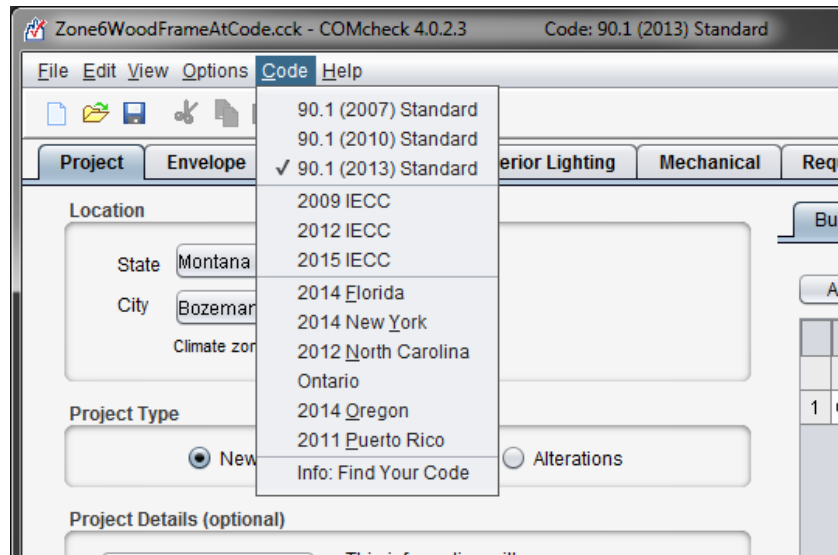 Zone6WoodFrameAtCode.cck - COMcheck 4.0.2.3 Code: 90.1 (2013) Standard
File Edit View Options Code Help
90.1 (2007) Standard
90.1 (2010) Standard
✓ 90.1 (2013) Standard
2009 IECC
2012 IECC
2015 IECC
2014 Florida
2014 New York
2012 North Carolina
Ontario
2014 Oregon
2011 Puerto Rico
Info: Find Your Code
Project Envelope erior Lighting Mechanical
Location
State Montana
City
Climate
Project Type
New Alterations
Project Details (optional)
1